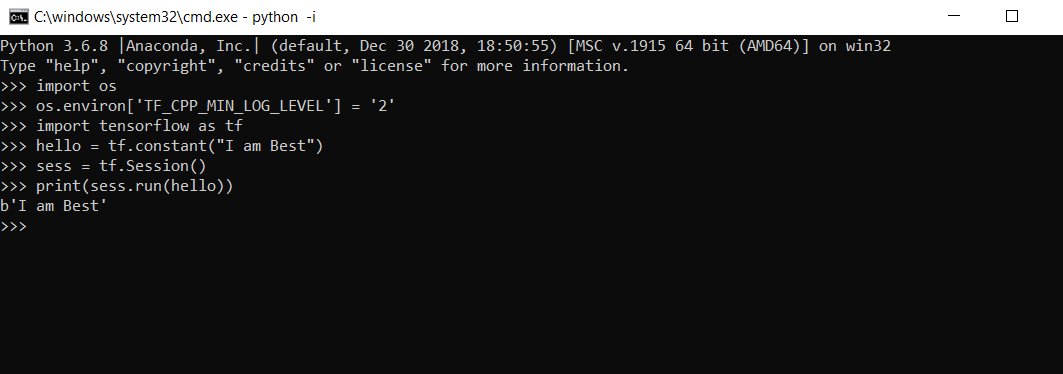 C:\windows\system32\cmd.exe - python  -i
Python 3.6.8 |Anaconda, Inc.| (default, Dec 30 2018, 18:50:55) [MSC v.1915 64 bit (AMD64)] on win32
Type "help", "copyright", "credits" or "license" for more information.
>>> import os
>>> os.environ['TF_CPP_MIN_LOG_LEVEL'] = '2'
>>> import tensorflow as tf
>>> hello = tf.constant("I am Best")
>>> sess = tf.Session()
>>> print(sess.run(hello))
b'I am Best'
>>>